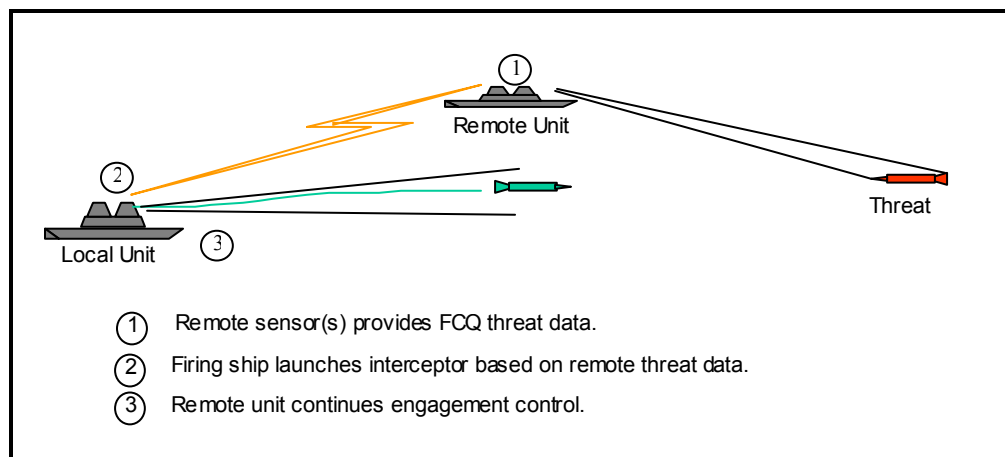 1
Remote Unit
2
Threat
Local Unit
3
1 Remote sensor(s) provides FCQ threat data.
2 Firing ship launches interceptor based on remote threat data.
3 Remote unit continues engagement control.